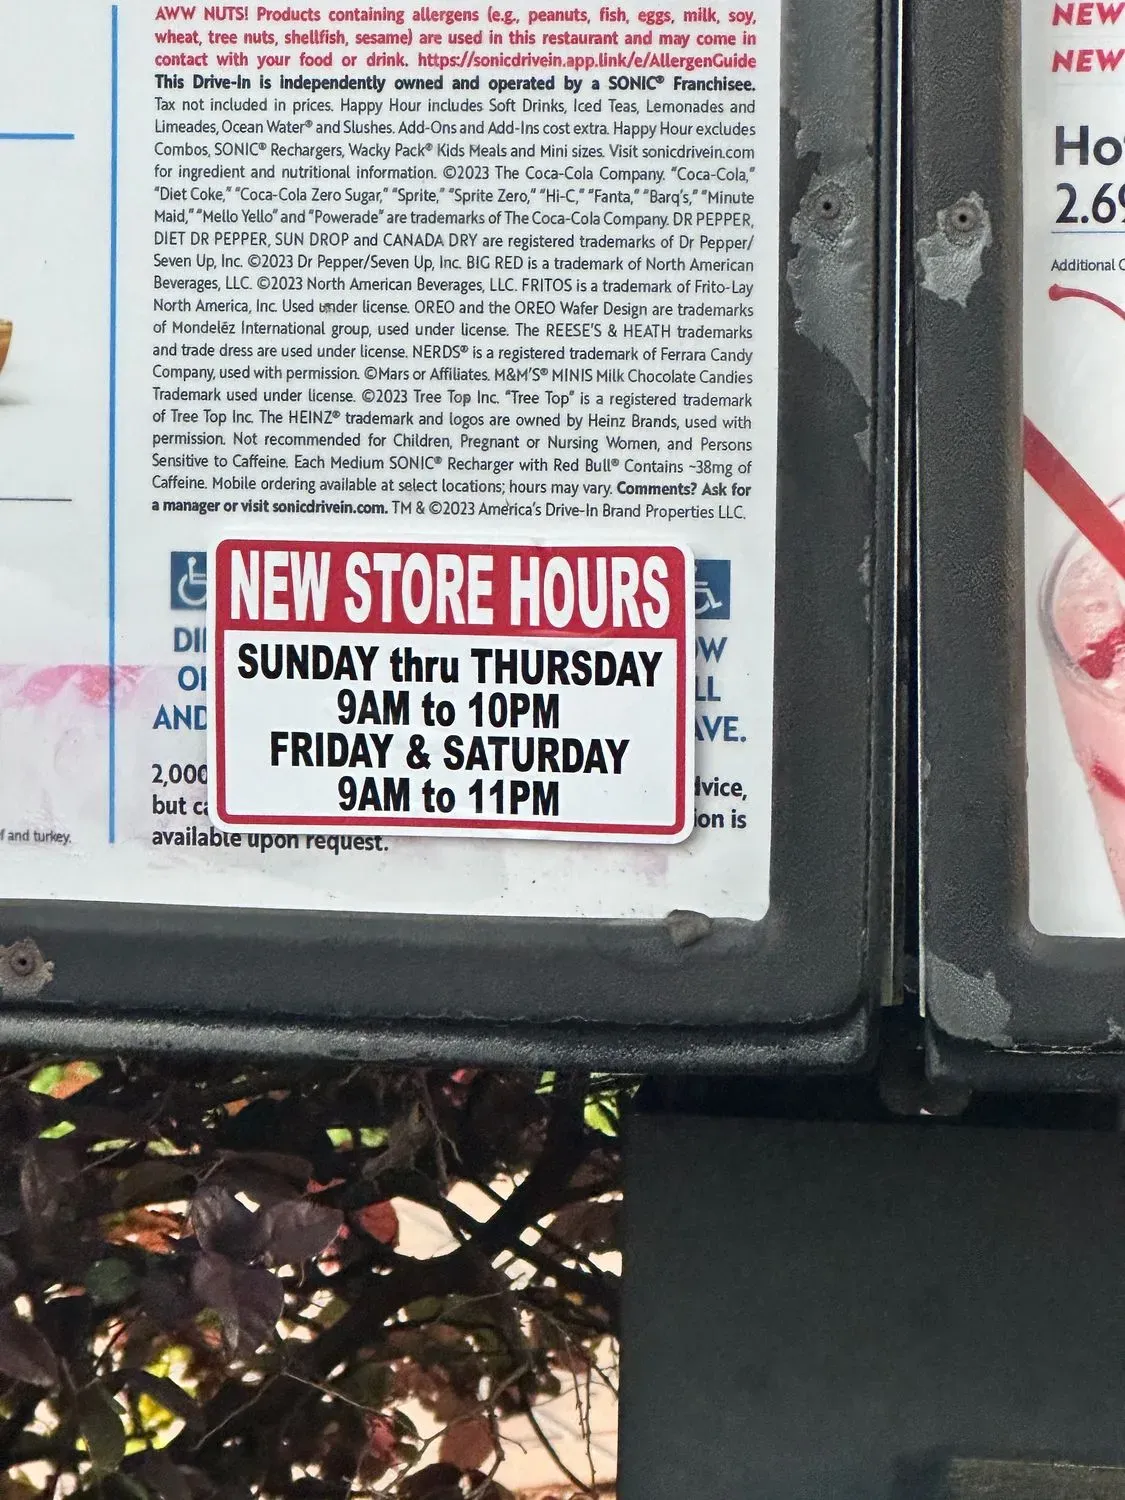 AWW NUTS! Products containing allergens (e.g., peanuts, fish, eggs, milk, soy,
wheat, tree nuts, shellfish, sesame) are used in this restaurant and may come in
contact with your food or drink. https://sonicdrivein.app.link/e/AllergenGuide
This Drive-In is independently owned and operated by a SONIC® Franchisee.
Tax not included in prices. Happy Hour includes Soft Drinks, Iced Teas, Lemonades and
Limeades, Ocean Water® and Slushes. Add-Ons and Add-Ins cost extra. Happy Hour excludes
Combos, SONIC® Rechargers, Wacky Pack® Kids Meals and Mini sizes. Visit sonicdrivein.com
for ingredient and nutritional information. ©2023 The Coca-Cola Company. "Coca-Cola,"
"Diet Coke," "Coca-Cola Zero Sugar," "Sprite," "Sprite Zero," "Hi-C," "Fanta," "Barq's," "Minute
Maid," "Mello Yello" and "Powerade" are trademarks of The Coca-Cola Company. DR PEPPER,
DIET DR PEPPER, SUN DROP and CANADA DRY are registered trademarks of Dr Pepper/
Seven Up, Inc. ©2023 Dr Pepper/Seven Up, Inc. BIG RED is a trademark of North American
Beverages, LLC. ©2023 North American Beverages, LLC. FRITOS is a trademark of Frito-Lay
North America, Inc. Used under license. OREO and the OREO Wafer Design are trademarks
of Mondelēz International group, used under license. The REESE'S & HEATH trademarks
and trade dress are used under license. NERDS® is a registered trademark of Ferrara Candy
Company, used with permission. ©Mars or Affiliates. M&M'S® MINIS Milk Chocolate Candies
Trademark used under license. ©2023 Tree Top Inc. "Tree Top" is a registered trademark
of Tree Top Inc. The HEINZ® trademark and logos are owned by Heinz Brands, used with
permission. Not recommended for Children, Pregnant or Nursing Women, and Persons
Sensitive to Caffeine. Each Medium SONIC® Recharger with Red Bull® Contains ~38mg of
Caffeine. Mobile ordering available at select locations; hours may vary. Comments? Ask for
a manager or visit sonicdrivein.com. TM & ©2023 America's Drive-In Brand Properties LLC.
NEW STORE HOURS
SUNDAY thru THURSDAY
9AM to 10PM
FRIDAY & SATURDAY
9AM to 11PM
AND
AVE.
2,000
but
ion is
available upon request.
and turkey.
NEW
NEW
2.69
Additional